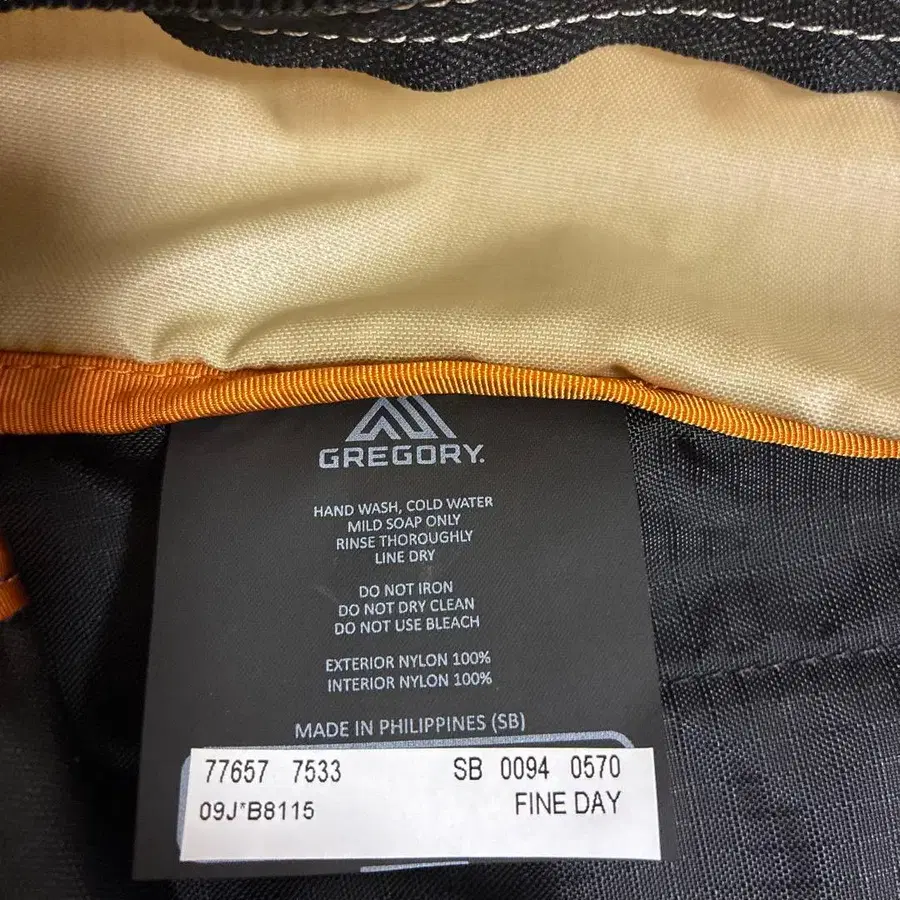 GREGORY.
HAND WASH, COLD WATER
MILD SOAP ONLY
RINSE THOROUGHLY
LINE DRY
DO NOT IRON
DO NOT DRY CLEAN
DO NOT USE BLEACH
EXTERIOR NYLON 100%
INTERIOR NYLON 100%
MADE IN PHILIPPINES (SB)
77657 7533 SB 0094 0570
09J*B8115 FINE DAY